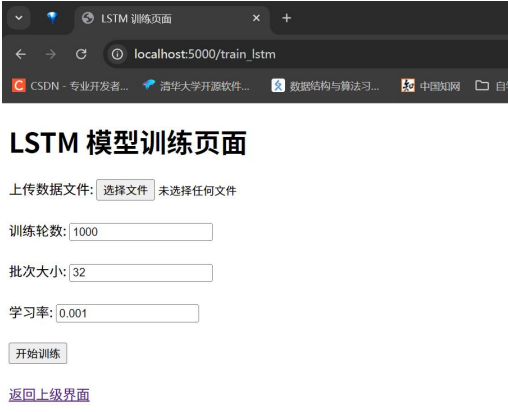 LSTM 训练页面
localhost:5000/train_lstm
CSDN - 专业开发者... 清华大学开源软件... 数据结构与算法习... 中国知网
LSTM 模型训练页面
上传数据文件: 选择文件 未选择任何文件
训练轮数: 1000
批次大小: 32
学习率: 0.001
开始训练
返回上级界面